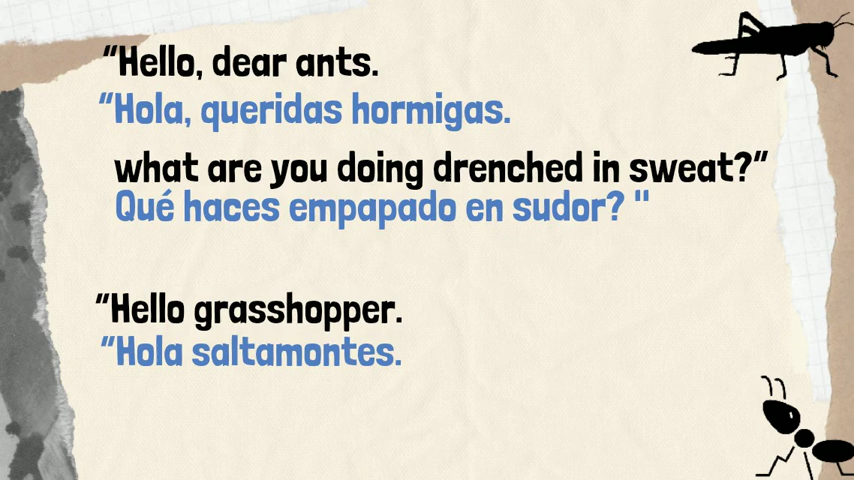 “Hello, dear ants.
“Hola, queridas hormigas.
what are you doing drenched in sweat?”
Qué haces empapado en sudor? "
“Hello grasshopper.
“Hola saltamontes.